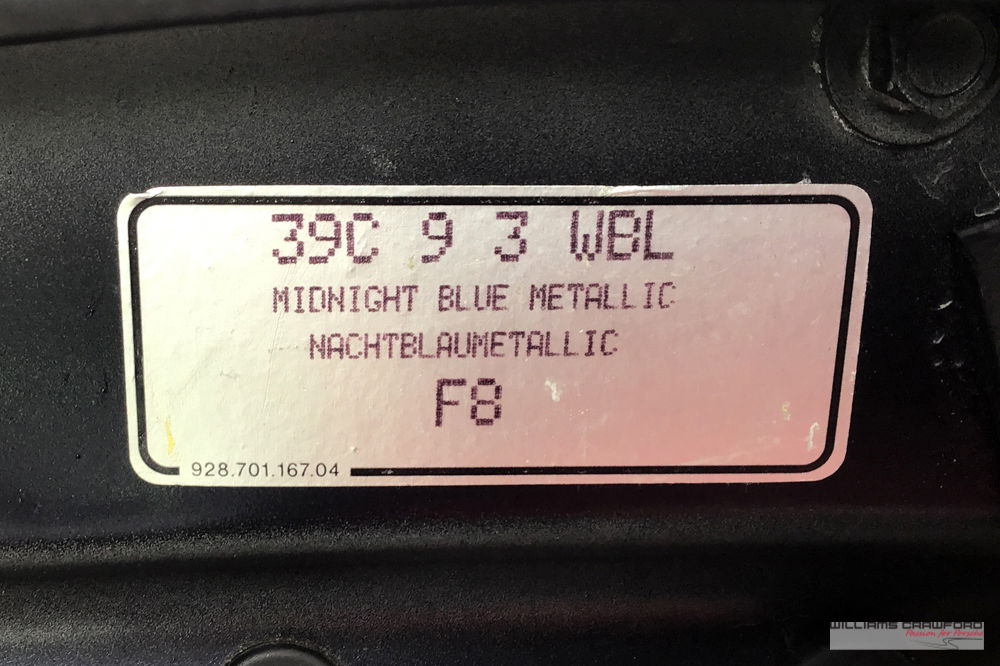 39C 9 3 WBL
MIDNIGHT BLUE METALLIC
NACHTBLAUMETALLIC
F8
928.701.167.04
WILLIAMS CRAWFORD
Passion for Porsche